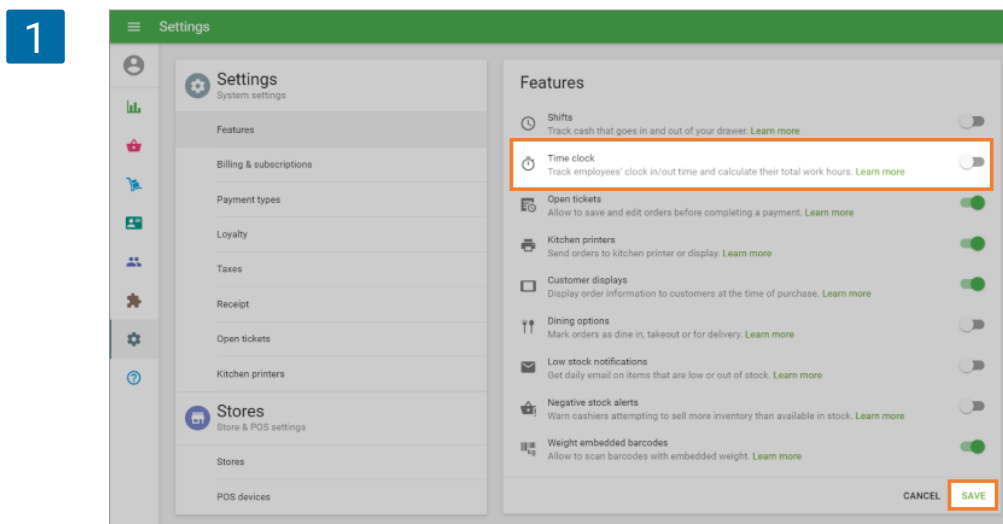 1
Settings
Settings
System settings
Features
Billing & subscriptions
Payment types
Loyalty
Taxes
Receipt
Open tickets
Kitchen printers
Stores
Store & POS settings
Stores
POS devices
Features
Shifts
Track cash that goes in and out of your drawer. Learn more
Time clock
Track employees' clock in/out time and calculate their total work hours. Learn more
Open tickets
Allow to save and edit orders before completing a payment. Learn more
Kitchen printers
Send orders to kitchen printer or display. Learn more
Customer displays
Display order information to customers at the time of purchase. Learn more
Dining options
Mark orders as dine in, takeout or for delivery. Learn more
Low stock notifications
Get daily email on items that are low or out of stock. Learn more
Negative stock alerts
Warn cashiers attempting to sell more inventory than available in stock. Learn more
kg
Weight embedded barcodes
Allow to scan barcodes with embedded weight. Learn more
CANCEL SAVE